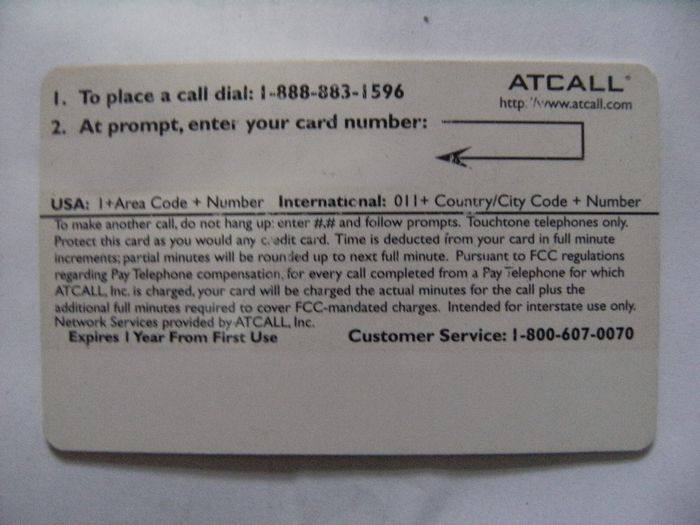 ATCALL®
1. To place a call dial: 1-888-883-1596
http://www.atcall.com
2. At prompt, enter your card number:
USA: 1+Area Code + Number International: 011+ Country/City Code + Number
To make another call, do not hang up: enter #,# and follow prompts. Touchtone telephones only.
Protect this card as you would any credit card. Time is deducted from your card in full minute
increments; partial minutes will be rounded up to next full minute. Pursuant to FCC regulations
regarding Pay Telephone compensation, for every call completed from a Pay Telephone for which
ATCALL, Inc. is charged, your card will be charged the actual minutes for the call plus the
additional full minutes required to cover FCC-mandated charges. Intended for interstate use only.
Network Services provided by ATCALL, Inc.
Expires 1 Year From First Use Customer Service: 1-800-607-0070